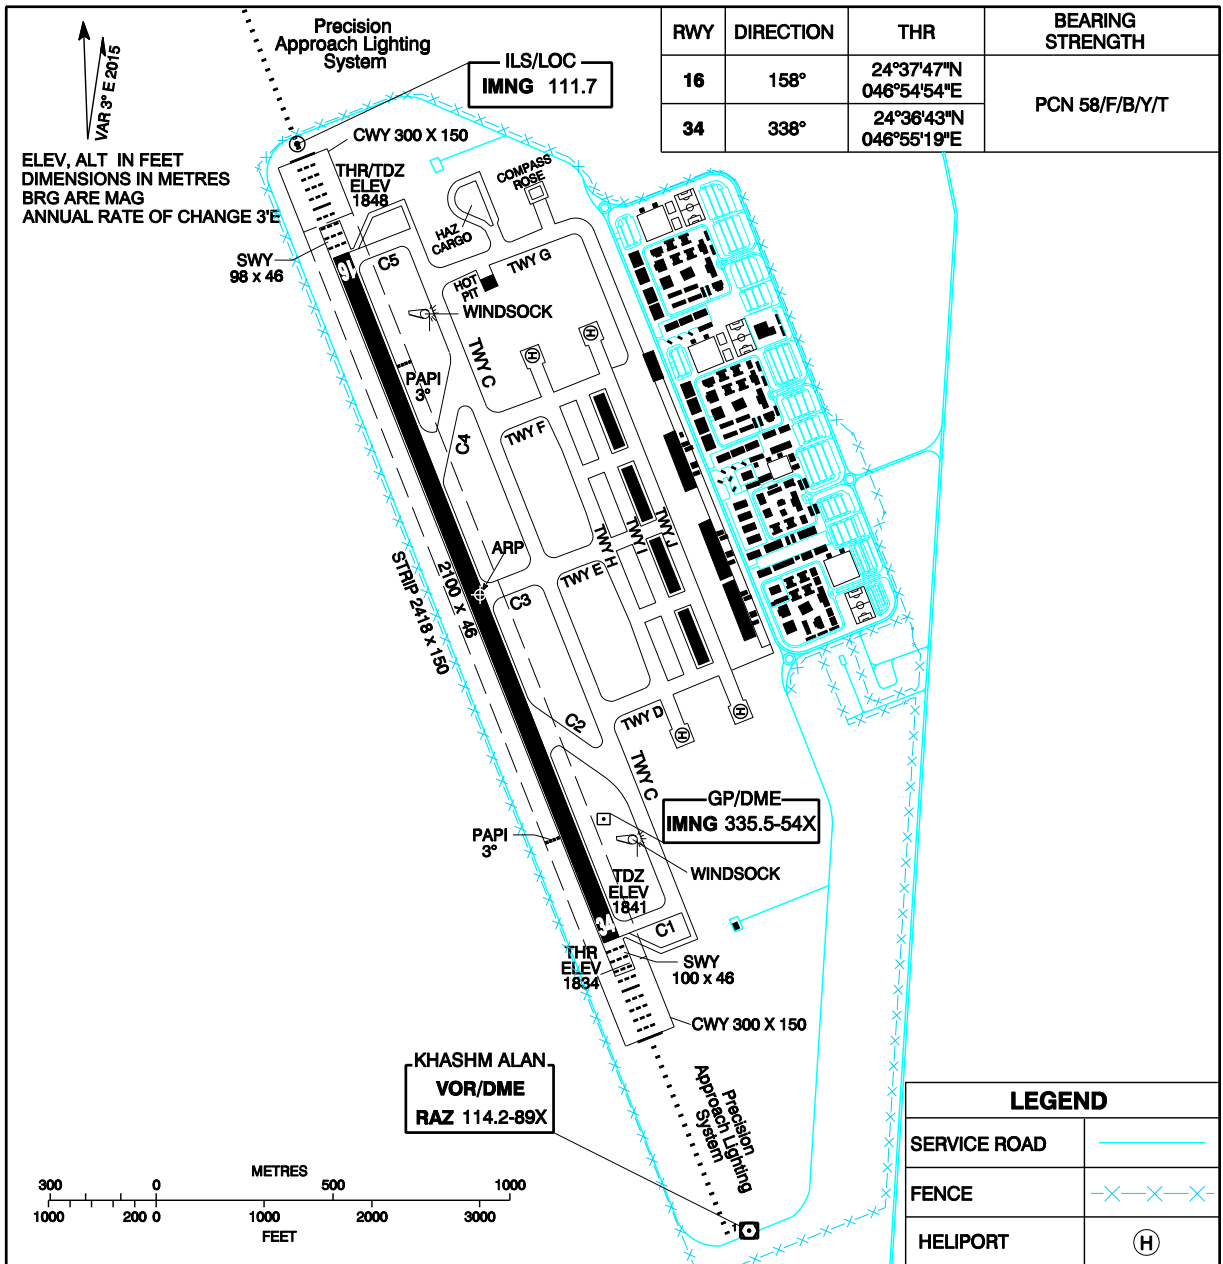 Precision
Approach Lighting
System
VAR 3° E 2015
ELEV, ALT IN FEET
DIMENSIONS IN METRES
BRG ARE MAG
ANNUAL RATE OF CHANGE 3'E
ILS/LOC
IMNG 111.7
RWY DIRECTION THR BEARING STRENGTH
16 158° 24°37'47"N 046°54'54"E
34 338° 24°36'43"N 046°55'19"E
PCN 58/F/B/Y/T
CWY 300 X 150
THR/TDZ
ELEV
1848
COMPASS
ROSE
HAZ
CARGO
SWY
98 x 46
16
C5
HOT
PIT
TWY G
WINDSOCK
TWY C
H
H
PAPI
3°
C4
TWY F
ARP
TWY H
TWY I
TWY J
TWY E
2100 x 46
STRIP 2418 x 150
C3
C2
TWY D
H
H
TWY C
GP/DME
IMNG 335.5-54X
PAPI
3°
WINDSOCK
TDZ
ELEV
1841
34
C1
THR
ELEV
1834
SWY
100 x 46
CWY 300 X 150
KHASHM ALAN
VOR/DME
RAZ 114.2-89X
Precision
Approach Lighting
System
METRES
300 0 500 1000
1000 200 0 1000 2000 3000
FEET
LEGEND
SERVICE ROAD
FENCE
HELIPORT H